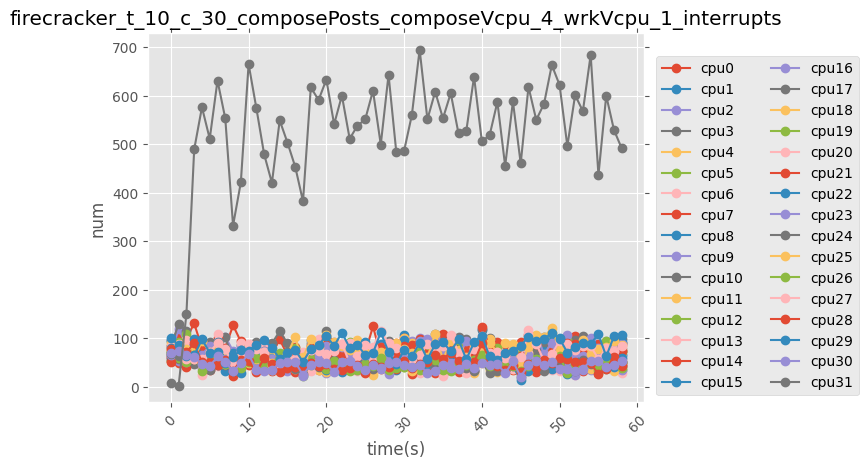 firecracker_t_10_c_30_composePosts_composeVcpu_4_wrkVcpu_1_interrupts
700
600
500
400
300
200
100
0
num
0
10
20
30
40
50
60
time(s)
cpu0
cpu1
cpu2
cpu3
cpu4
cpu5
cpu6
cpu7
cpu8
cpu9
cpu10
cpu11
cpu12
cpu13
cpu14
cpu15
cpu16
cpu17
cpu18
cpu19
cpu20
cpu21
cpu22
cpu23
cpu24
cpu25
cpu26
cpu27
cpu28
cpu29
cpu30
cpu31